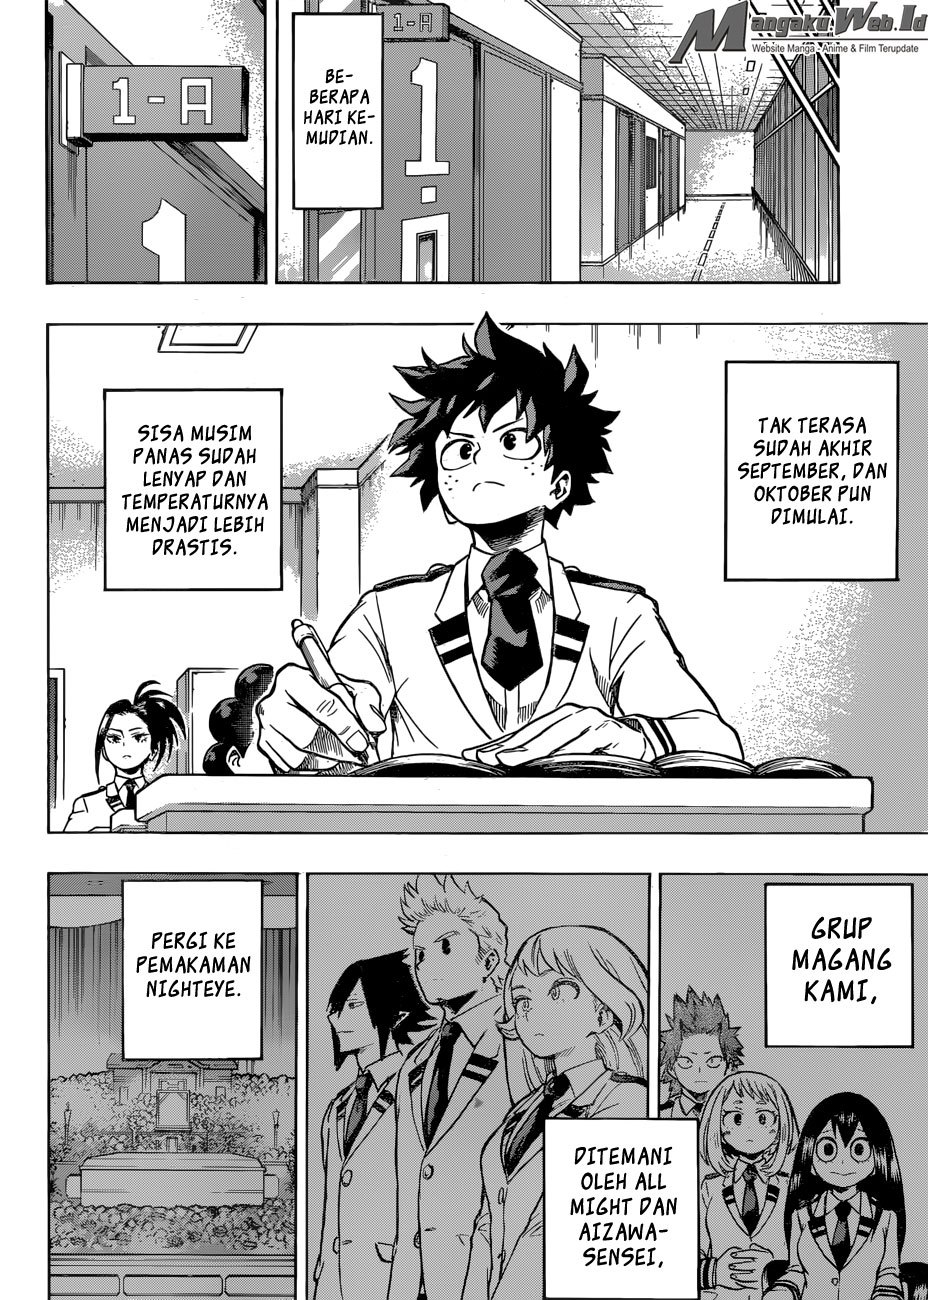 Mangaku.Web.Id
Website Manga - Anime & Film Terupdate
1-A
1-A
1
1
BE-
BERAPA
HARI KE-
MUDIAN.
TAK TERASA
SUDAH AKHIR
SEPTEMBER, DAN
OKTOBER PUN
DIMULAI.
SISA MUSIM
PANAS SUDAH
LENYAP DAN
TEMPERATURNYA
MENJADI LEBIH
DRASTIS.
GRUP
MAGANG
KAMI,
DITEMANI
OLEH ALL
MIGHT DAN
AIZAWA-
SENSEI,
PERGI KE
PEMAKAMAN
NIGHTEYE.